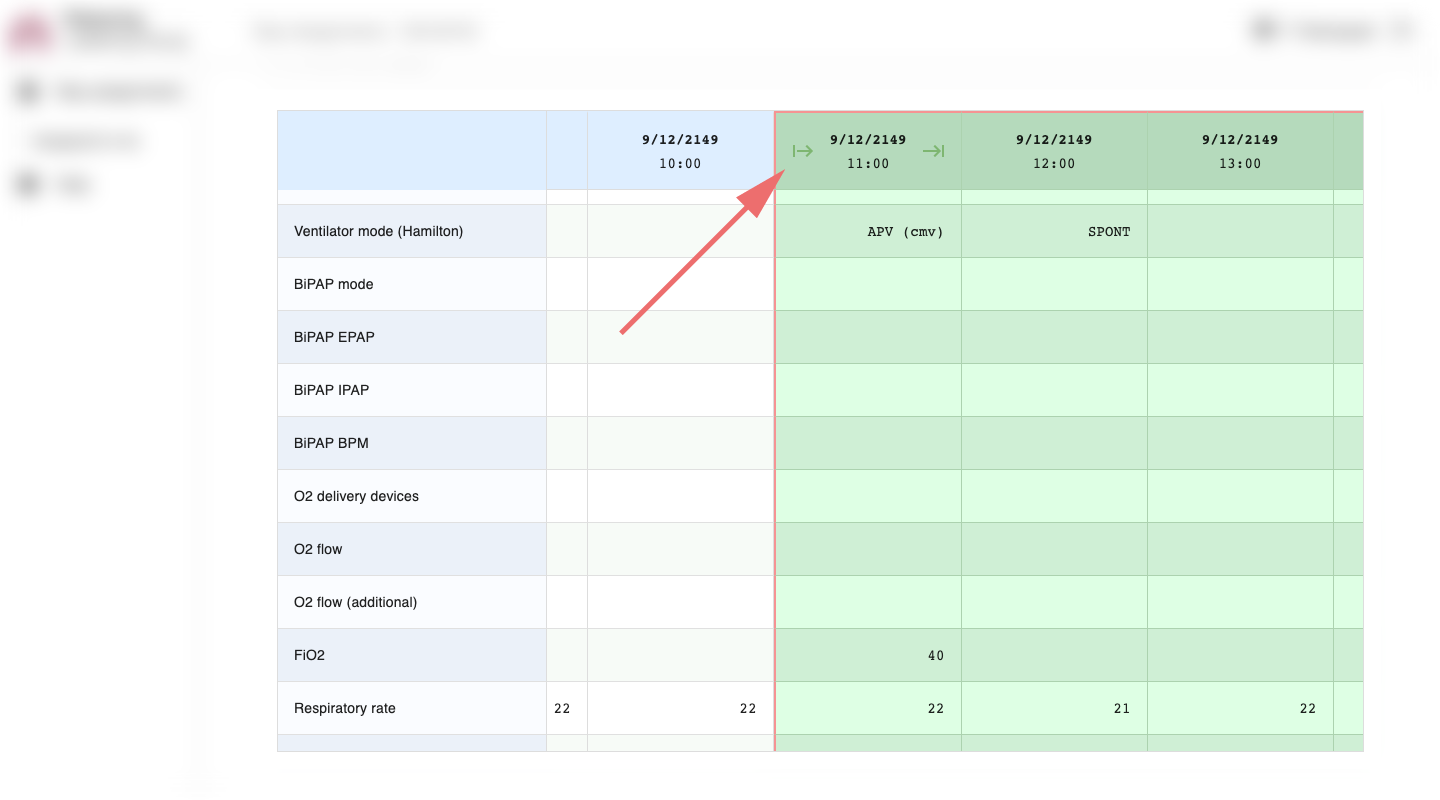 9/12/2149 9/12/2149 9/12/2149 9/12/2149
10:00 11:00 12:00 13:00
Ventilator mode (Hamilton) APV (cmv) SPONT
BiPAP mode
BiPAP EPAP
BiPAP IPAP
BiPAP BPM
O2 delivery devices
O2 flow
O2 flow (additional)
FiO2 40
Respiratory rate 22 22 22 21 22